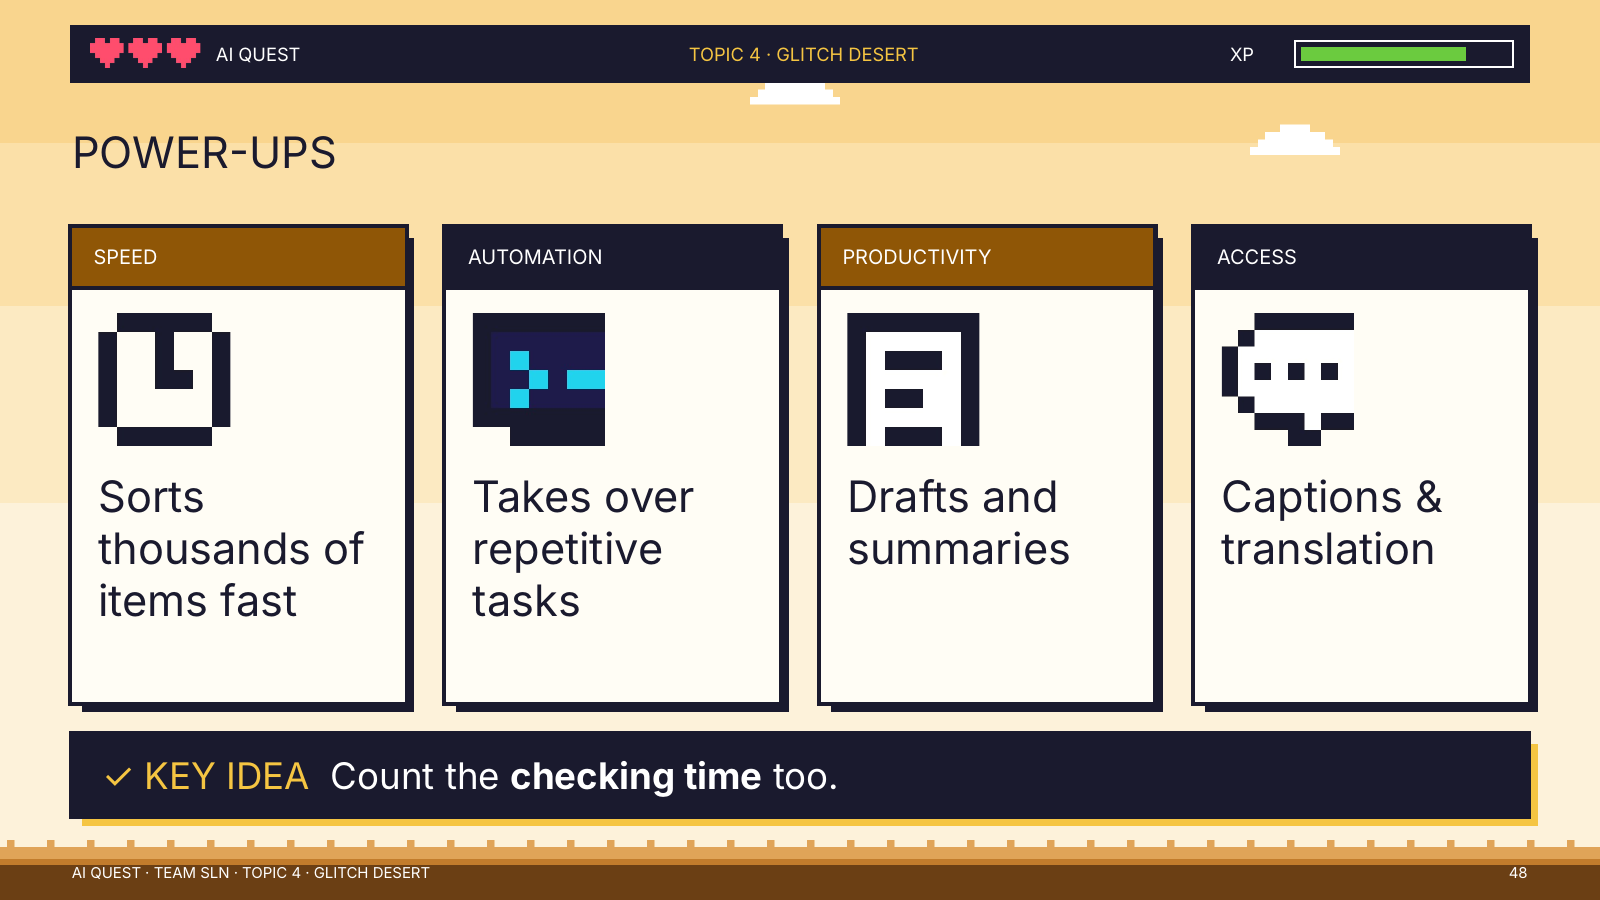 AI QUEST
TOPIC 4 · GLITCH DESERT
XP
POWER-UPS
SPEED
Sorts
thousands of
items fast
AUTOMATION
Takes over
repetitive
tasks
PRODUCTIVITY
Drafts and
summaries
ACCESS
Captions &
translation
✓ KEY IDEA Count the checking time too.
AI QUEST · TEAM SLN · TOPIC 4 · GLITCH DESERT
48